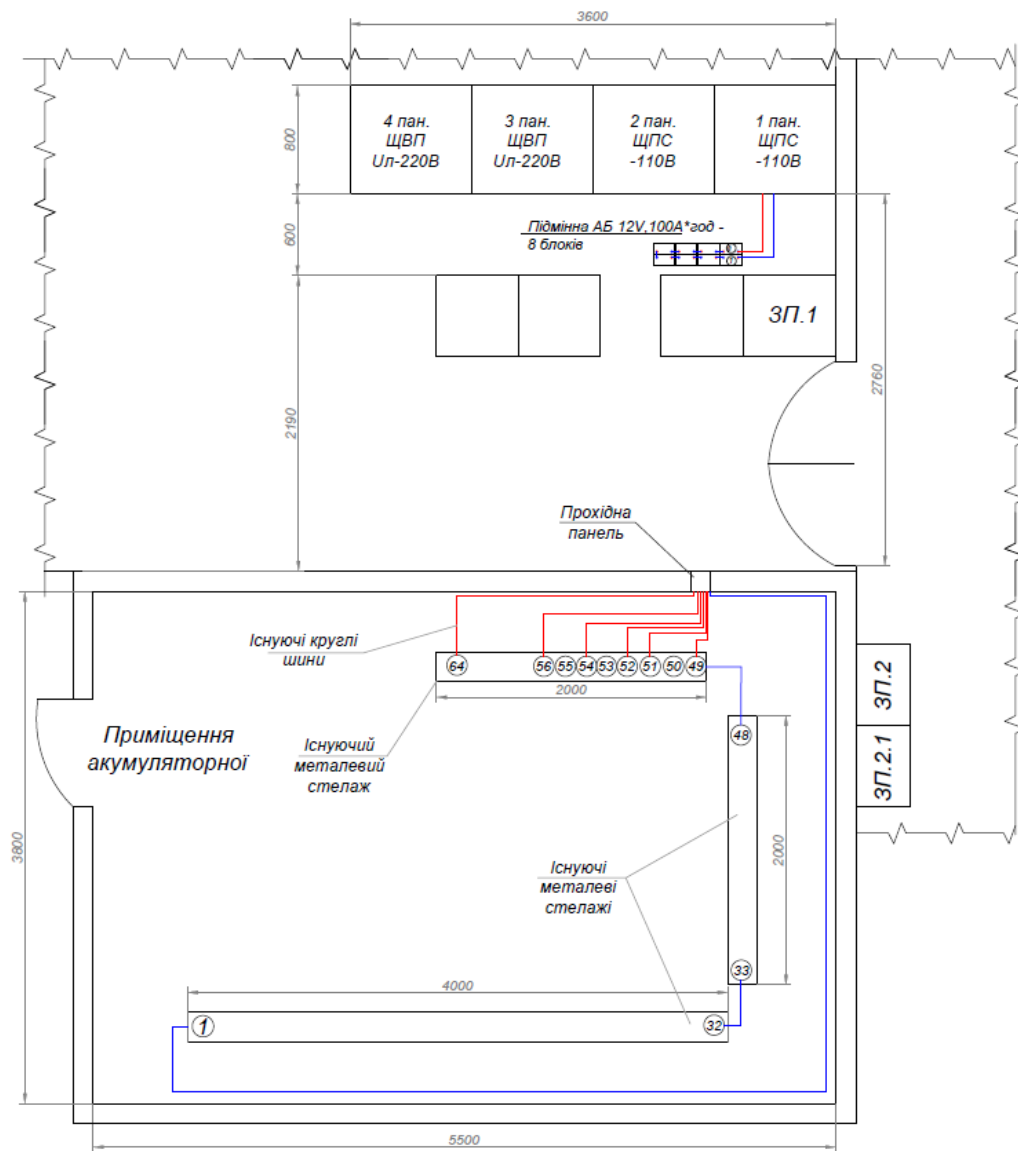 3600
4 пан.
ЩВП
Uл-220В
3 пан.
ЩВП
Uл-220В
2 пан.
ЩПС
-110В
1 пан.
ЩПС
-110В
800
600
Підмінна АБ 12V,100А*год -
8 блоків
ЗП.1
2190
2760
Прохідна
панель
Існуючі круглі
шини
64
56
55
54
53
52
51
50
49
2000
48
ЗП.2
ЗП.2.1
Приміщення
акумуляторної
Існуючий
металевий
стелаж
2000
3800
Існуючі
металеві
стелажі
33
4000
1
32
5500